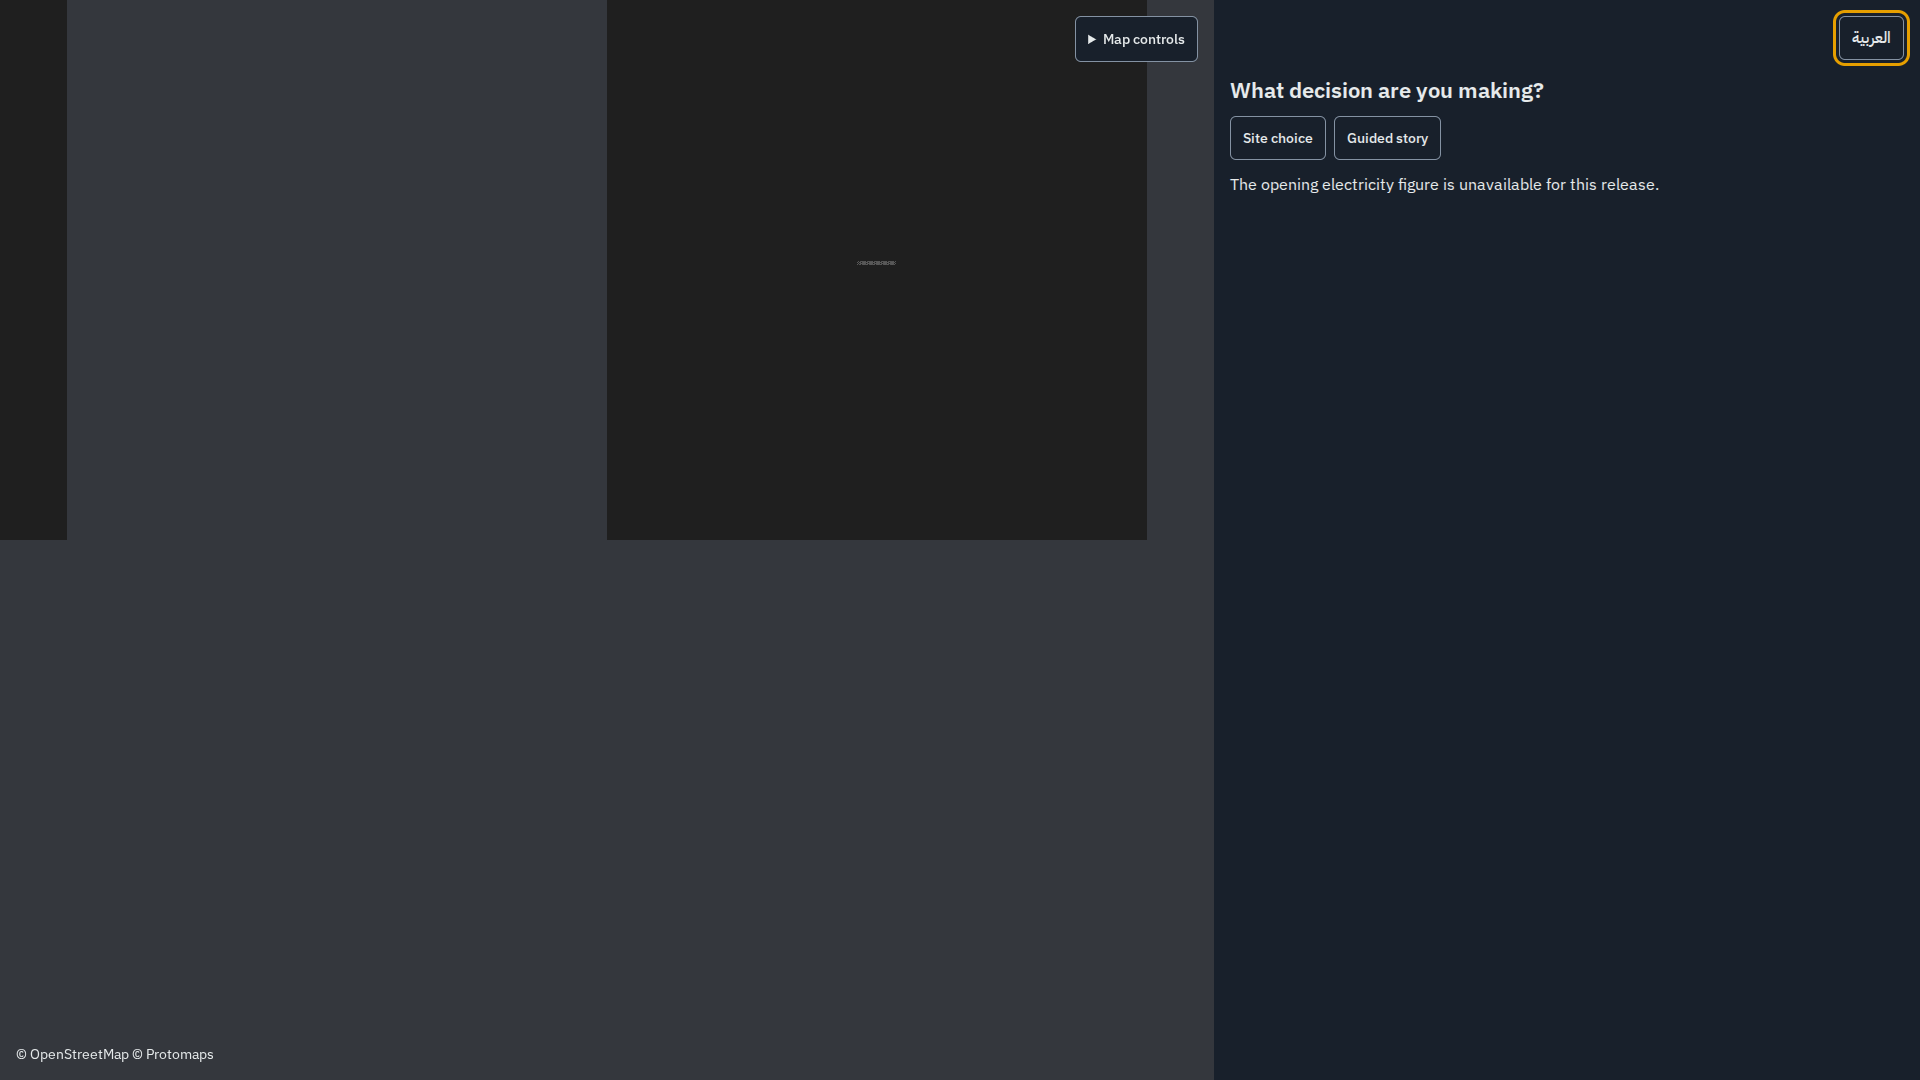 ▶ Map controls
العربية
What decision are you making?
Site choice
Guided story
The opening electricity figure is unavailable for this release.
© OpenStreetMap © Protomaps